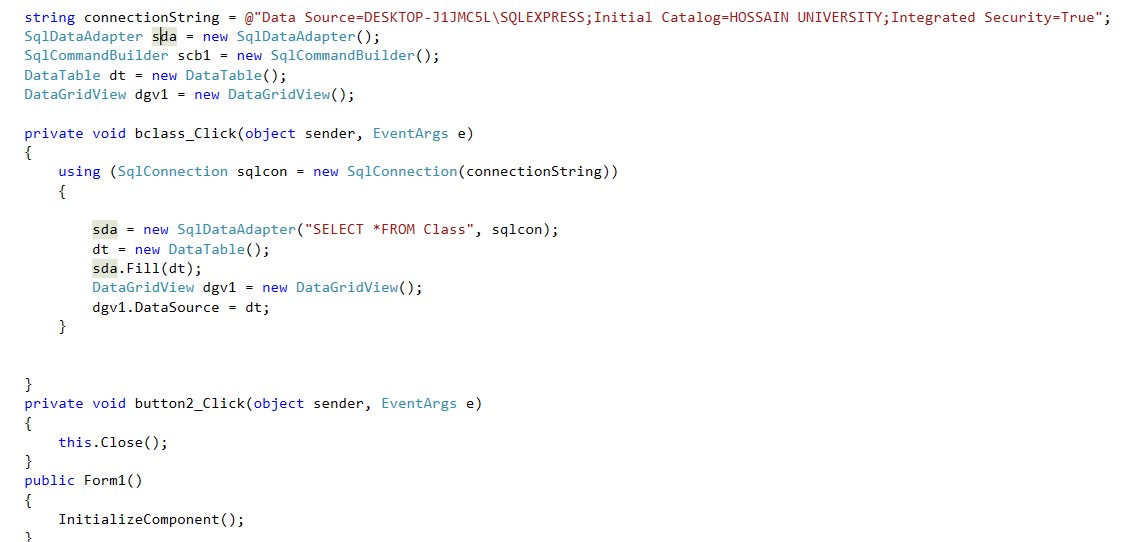 string connectionString = @"Data Source=DESKTOP-J1JMC5L\SQLEXPRESS;Initial Catalog=HOSSAIN UNIVERSITY;Integrated Security=True";
SqlDataAdapter sda = new SqlDataAdapter();
SqlCommandBuilder scb1 = new SqlCommandBuilder();
DataTable dt = new DataTable();
DataGridView dgv1 = new DataGridView();

private void bclass_Click(object sender, EventArgs e)
{
    using (SqlConnection sqlcon = new SqlConnection(connectionString))
    {

        sda = new SqlDataAdapter("SELECT *FROM Class", sqlcon);
        dt = new DataTable();
        sda.Fill(dt);
        DataGridView dgv1 = new DataGridView();
        dgv1.DataSource = dt;
    }


}
private void button2_Click(object sender, EventArgs e)
{
    this.Close();
}
public Form1()
{
    InitializeComponent();
}